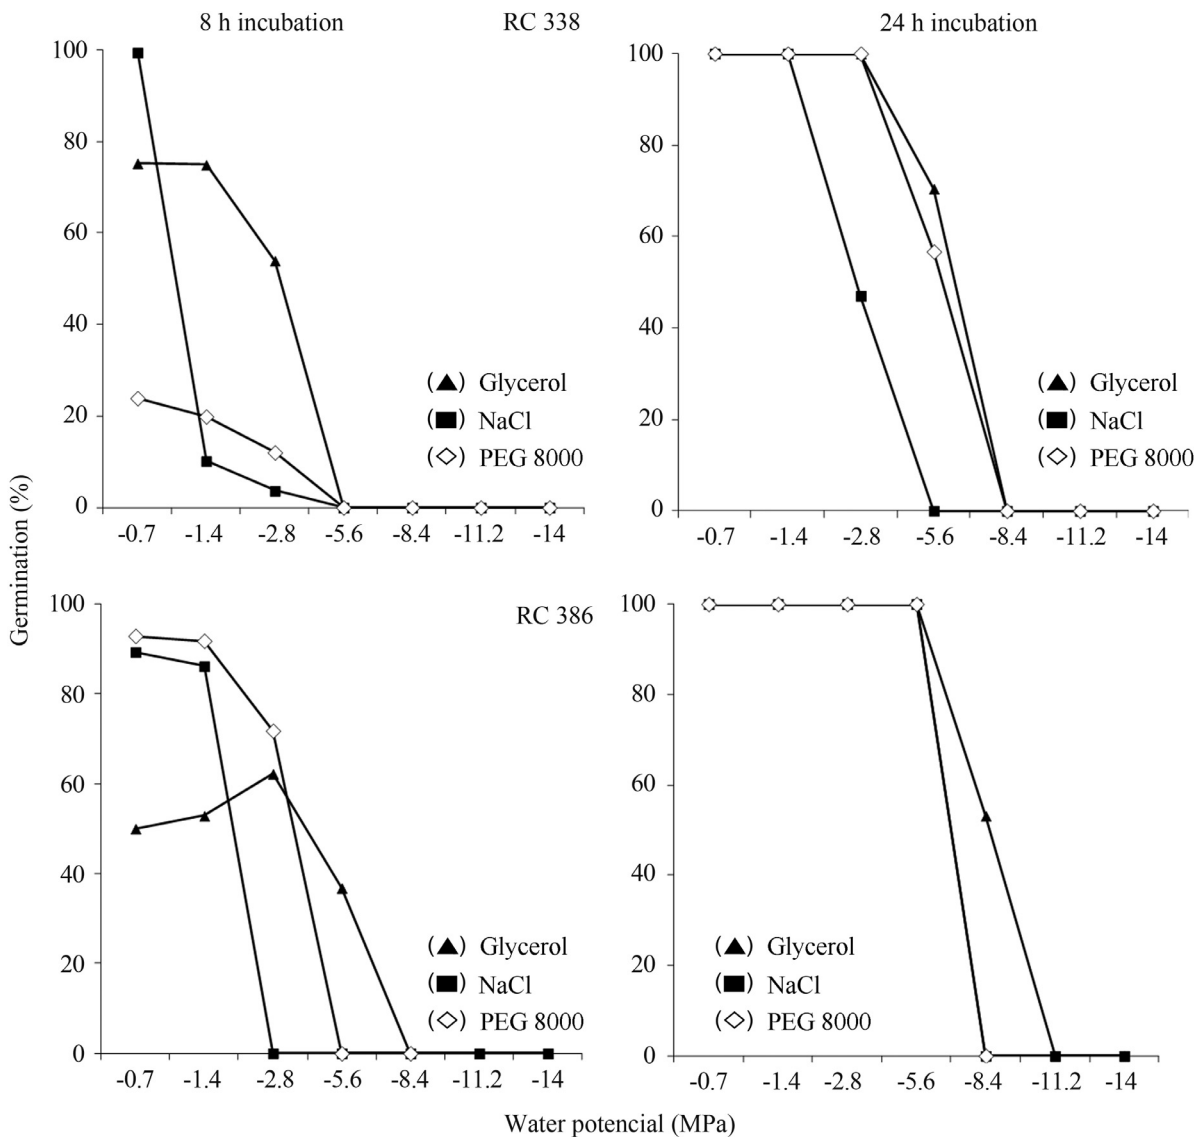 8 h incubation
RC 338
24 h incubation
100
80
60
40
20
0
(▲) Glycerol
(■) NaCl
(◇) PEG 8000
-0.7 -1.4 -2.8 -5.6 -8.4 -11.2 -14
100
80
60
40
20
0
(▲) Glycerol
(■) NaCl
(◇) PEG 8000
-0.7 -1.4 -2.8 -5.6 -8.4 -11.2 -14
Germination (%)
RC 386
100
80
60
40
20
0
(▲) Glycerol
(■) NaCl
(◇) PEG 8000
-0.7 -1.4 -2.8 -5.6 -8.4 -11.2 -14
100
80
60
40
20
0
(▲) Glycerol
(■) NaCl
(◇) PEG 8000
-0.7 -1.4 -2.8 -5.6 -8.4 -11.2 -14
Water potencial (MPa)